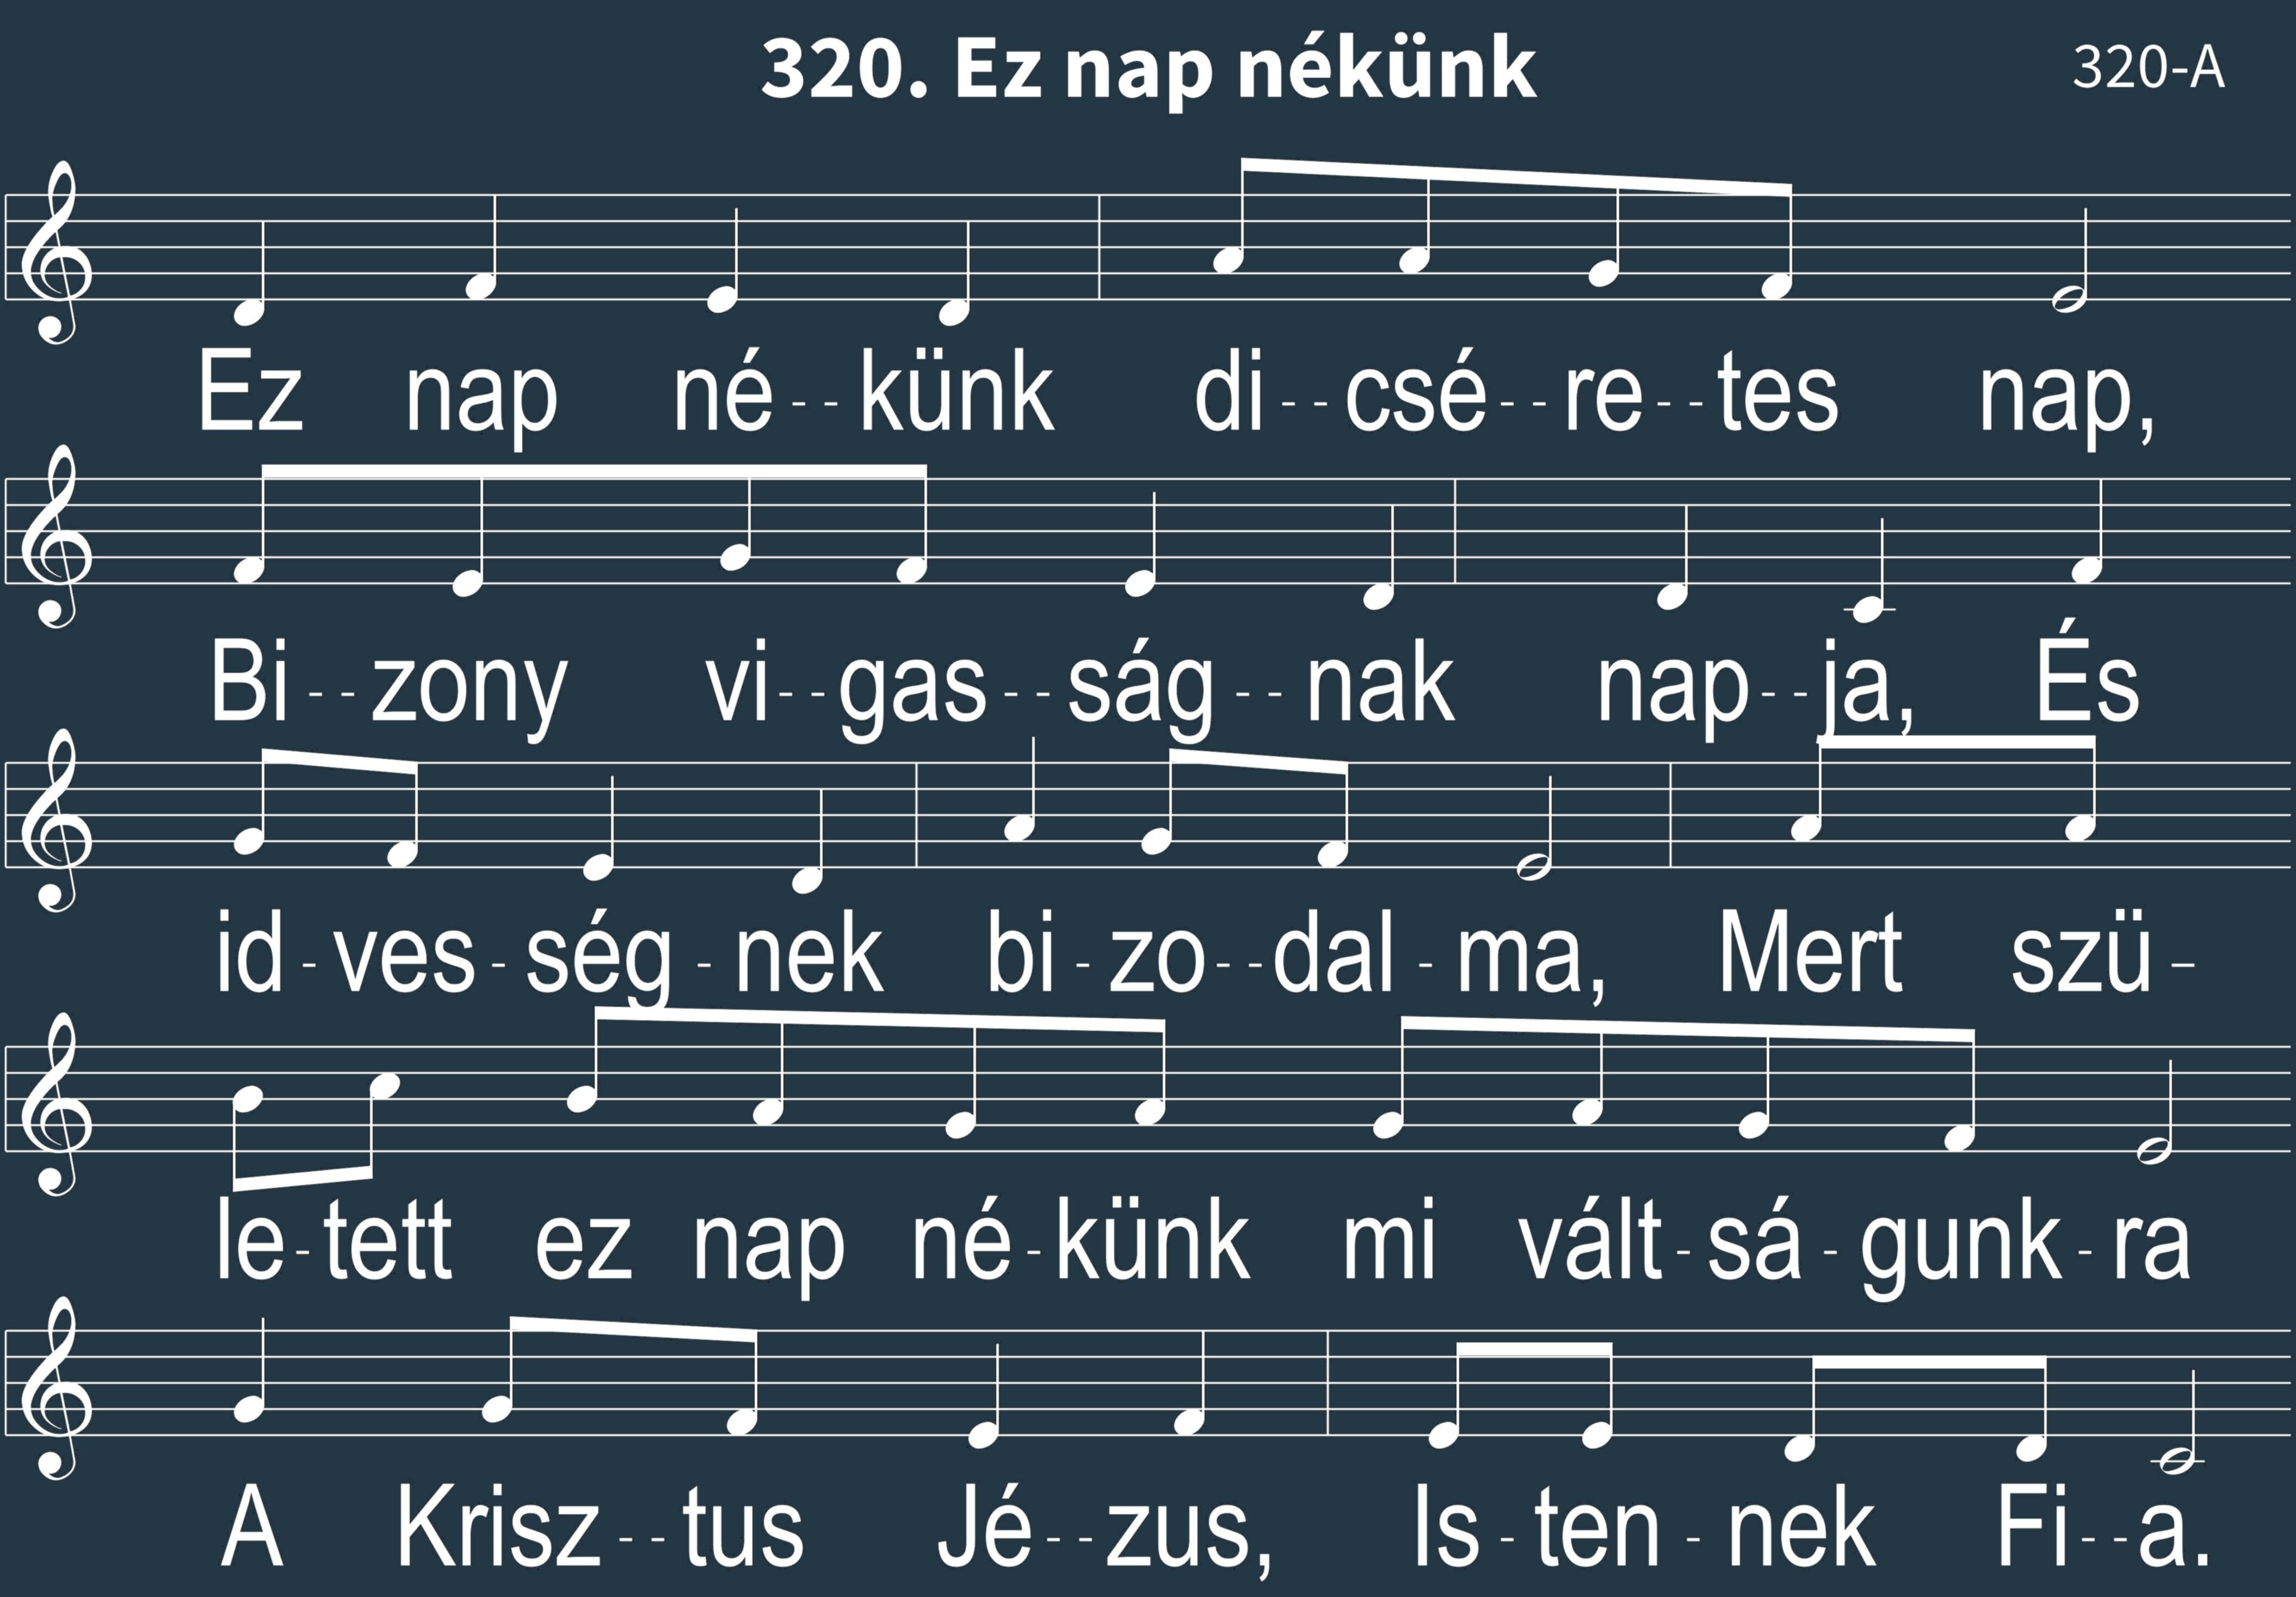 320. Ez nap nékünk
320-A
Ez nap né--künk di--csé--re--tes nap,
Bi--zony vi--gas--ság--nak nap--ja, És
id-ves-ség-nek bi-zo--dal-ma, Mert szü-
le-tett ez nap né-künk mi vált-sá-gunk-ra
A Krisz--tus Jé--zus, Is-ten-nek Fi--a.